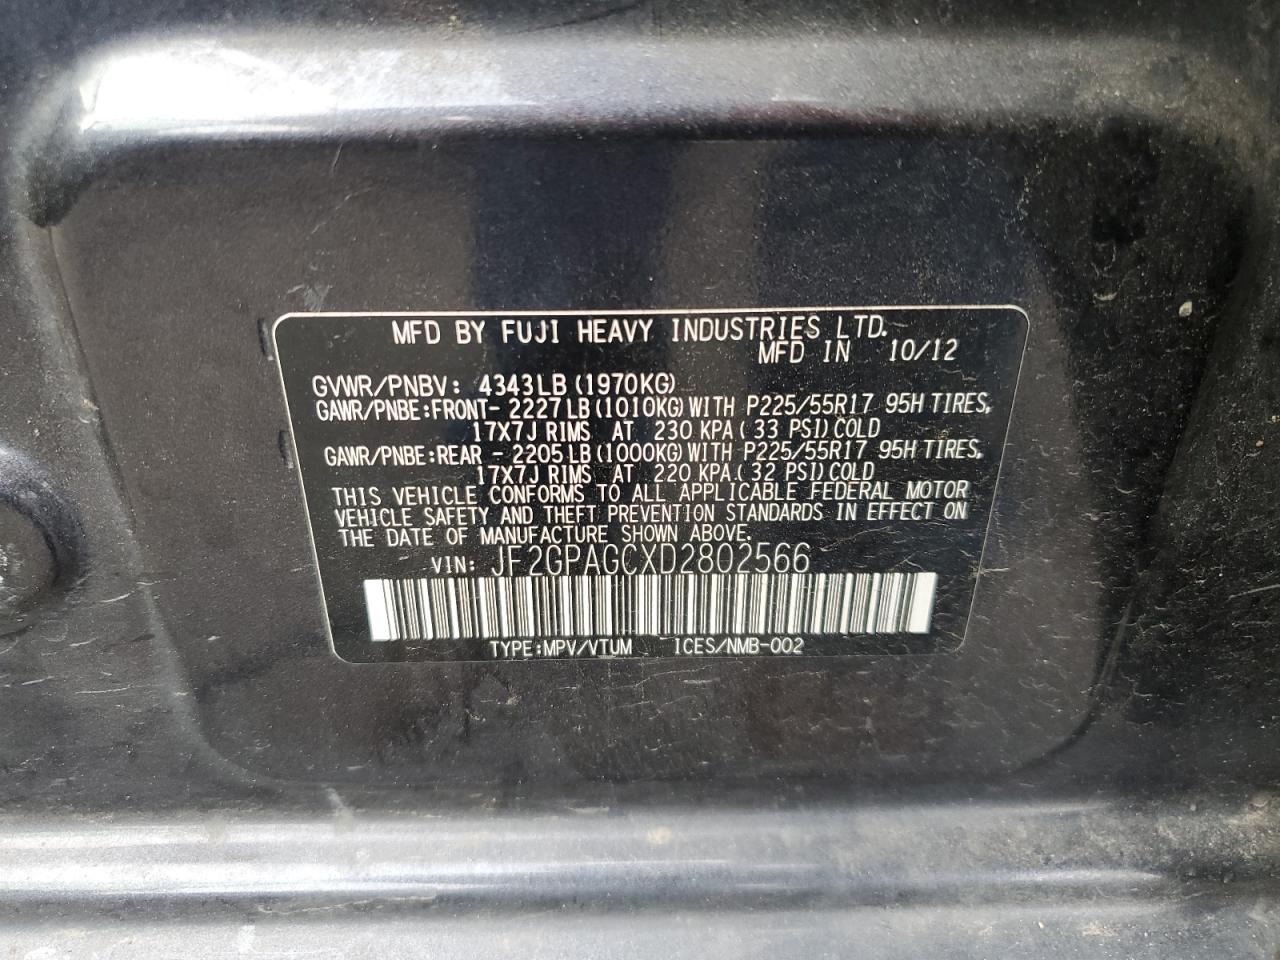 MFD BY FUJI HEAVY INDUSTRIES LTD.
MFD IN 10/12
GVWR/PNBV: 4343LB (1970KG)
GAWR/PNBE:FRONT- 2227LB(1010KG)WITH P225/55R17 95H TIRES,
17X7J RIMS AT 230 KPA( 33 PSI)COLD
GAWR/PNBE:REAR - 2205LB(1000KG)WITH P225/55R17 95H TIRES,
17X7J RIMS AT 220 KPA( 32 PSI)COLD
THIS VEHICLE CONFORMS TO ALL APPLICABLE FEDERAL MOTOR
VEHICLE SAFETY AND THEFT PREVENTION STANDARDS IN EFFECT ON
THE DATE OF MANUFACTURE SHOWN ABOVE.
VIN: JF2GPAGCXD2802566
TYPE:MPV/VTUM ICES/NMB-002